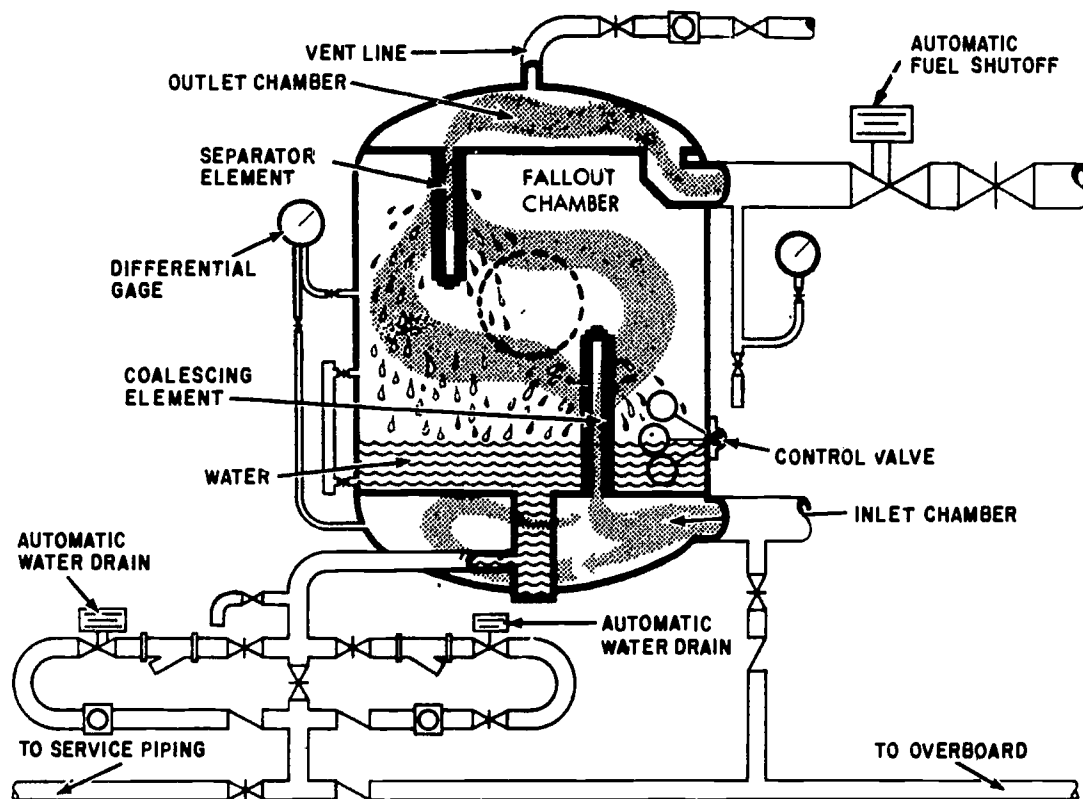 VENT LINE
OUTLET CHAMBER
AUTOMATIC
FUEL SHUTOFF
SEPARATOR
ELEMENT
FALLOUT
CHAMBER
DIFFERENTIAL
GAGE
COALESCING
ELEMENT
WATER
CONTROL VALVE
INLET CHAMBER
AUTOMATIC
WATER DRAIN
AUTOMATIC
WATER DRAIN
TO SERVICE PIPING
TO OVERBOARD